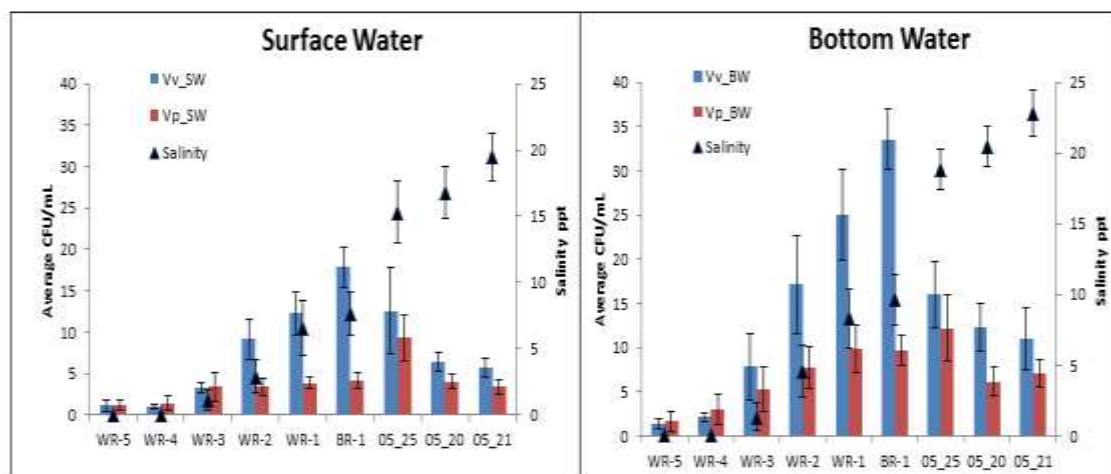 Surface Water
Vv_SW
Vp_SW
Salinity
40
35
30
25
20
15
10
5
0
25
20
15
10
5
0
Average CFU/mL
Salinity ppt
WR-5 WR-4 WR-3 WR-2 WR-1 BR-1 05_25 05_20 05_21
Bottom Water
Vv_BW
Vp_BW
Salinity
40
35
30
25
20
15
10
5
0
25
20
15
10
5
0
Average CFU/mL
Salinity ppt
WR-5 WR-4 WR-3 WR-2 WR-1 BR-1 05_25 05_20 05_21